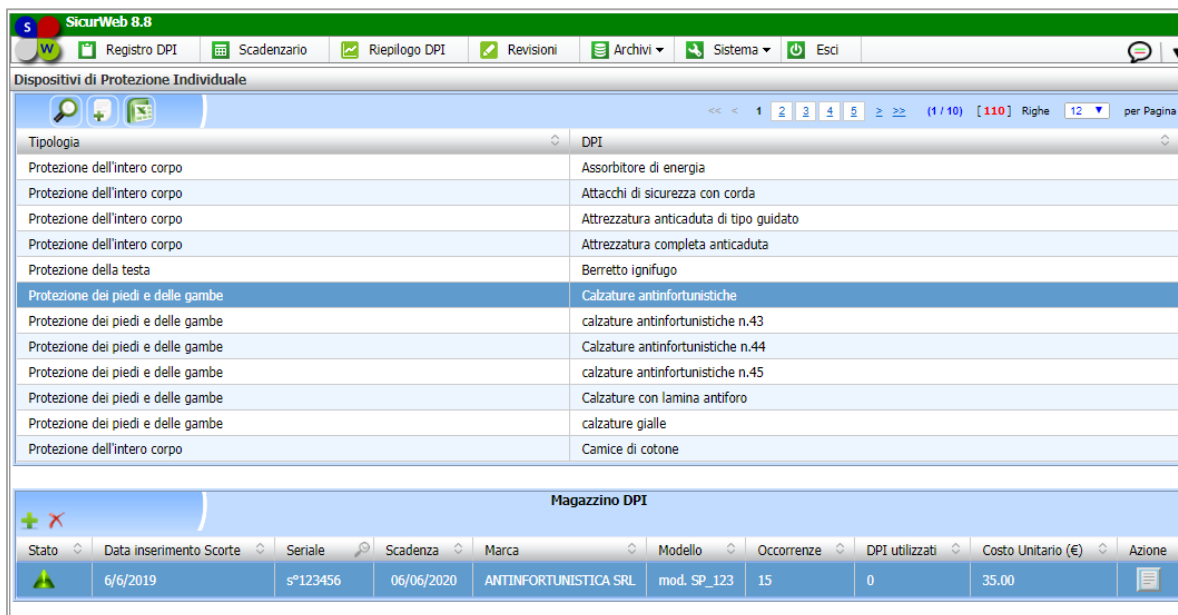 SicurWeb 8.8
S
W
Registro DPI Scadenzario Riepilogo DPI Revisioni Archivi Sistema Esci
Dispositivi di Protezione Individuale
<< < 1 2 3 4 5 > >> (1 / 10) [ 110 ] Righe 12 per Pagina
Tipologia DPI
Protezione dell'intero corpo Assorbitore di energia
Protezione dell'intero corpo Attacchi di sicurezza con corda
Protezione dell'intero corpo Attrezzatura anticaduta di tipo guidato
Protezione dell'intero corpo Attrezzatura completa anticaduta
Protezione della testa Berretto ignifugo
Protezione dei piedi e delle gambe Calzature antinfortunistiche
Protezione dei piedi e delle gambe calzature antinfortunistiche n.43
Protezione dei piedi e delle gambe Calzature antinfortunistiche n.44
Protezione dei piedi e delle gambe calzature antinfortunistiche n.45
Protezione dei piedi e delle gambe Calzature con lamina antiforo
Protezione dei piedi e delle gambe calzature gialle
Protezione dell'intero corpo Camice di cotone
Magazzino DPI
Stato Data inserimento Scorte Seriale Scadenza Marca Modello Occorrenze DPI utilizzati Costo Unitario (€) Azione
6/6/2019 s°123456 06/06/2020 ANTINFORTUNISTICA SRL mod. SP_123 15 0 35.00